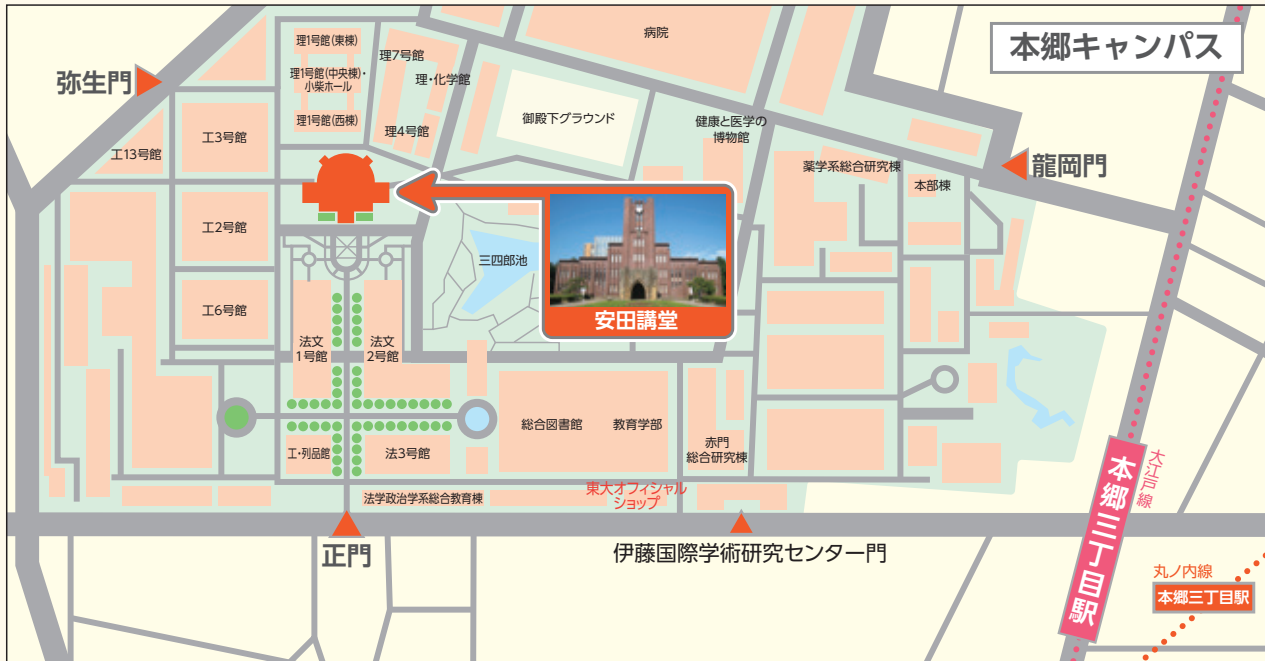 本郷キャンパス
病院
理1号館(東棟)
理7号館
理1号館(中央棟)・
小柴ホール
理・化学館
弥生門
理1号館(西棟)
理4号館
御殿下グラウンド
健康と医学の
博物館
工3号館
工13号館
薬学系総合研究棟
龍岡門
本部棟
工2号館
三四郎池
安田講堂
工6号館
法文
1号館
法文
2号館
総合図書館
教育学部
工・列品館
法3号館
赤門
総合研究棟
法学政治学系総合教育棟
東大オフィシャル
ショップ
正門
伊藤国際学術研究センター門
大江戸線
本郷三丁目駅
丸ノ内線
本郷三丁目駅